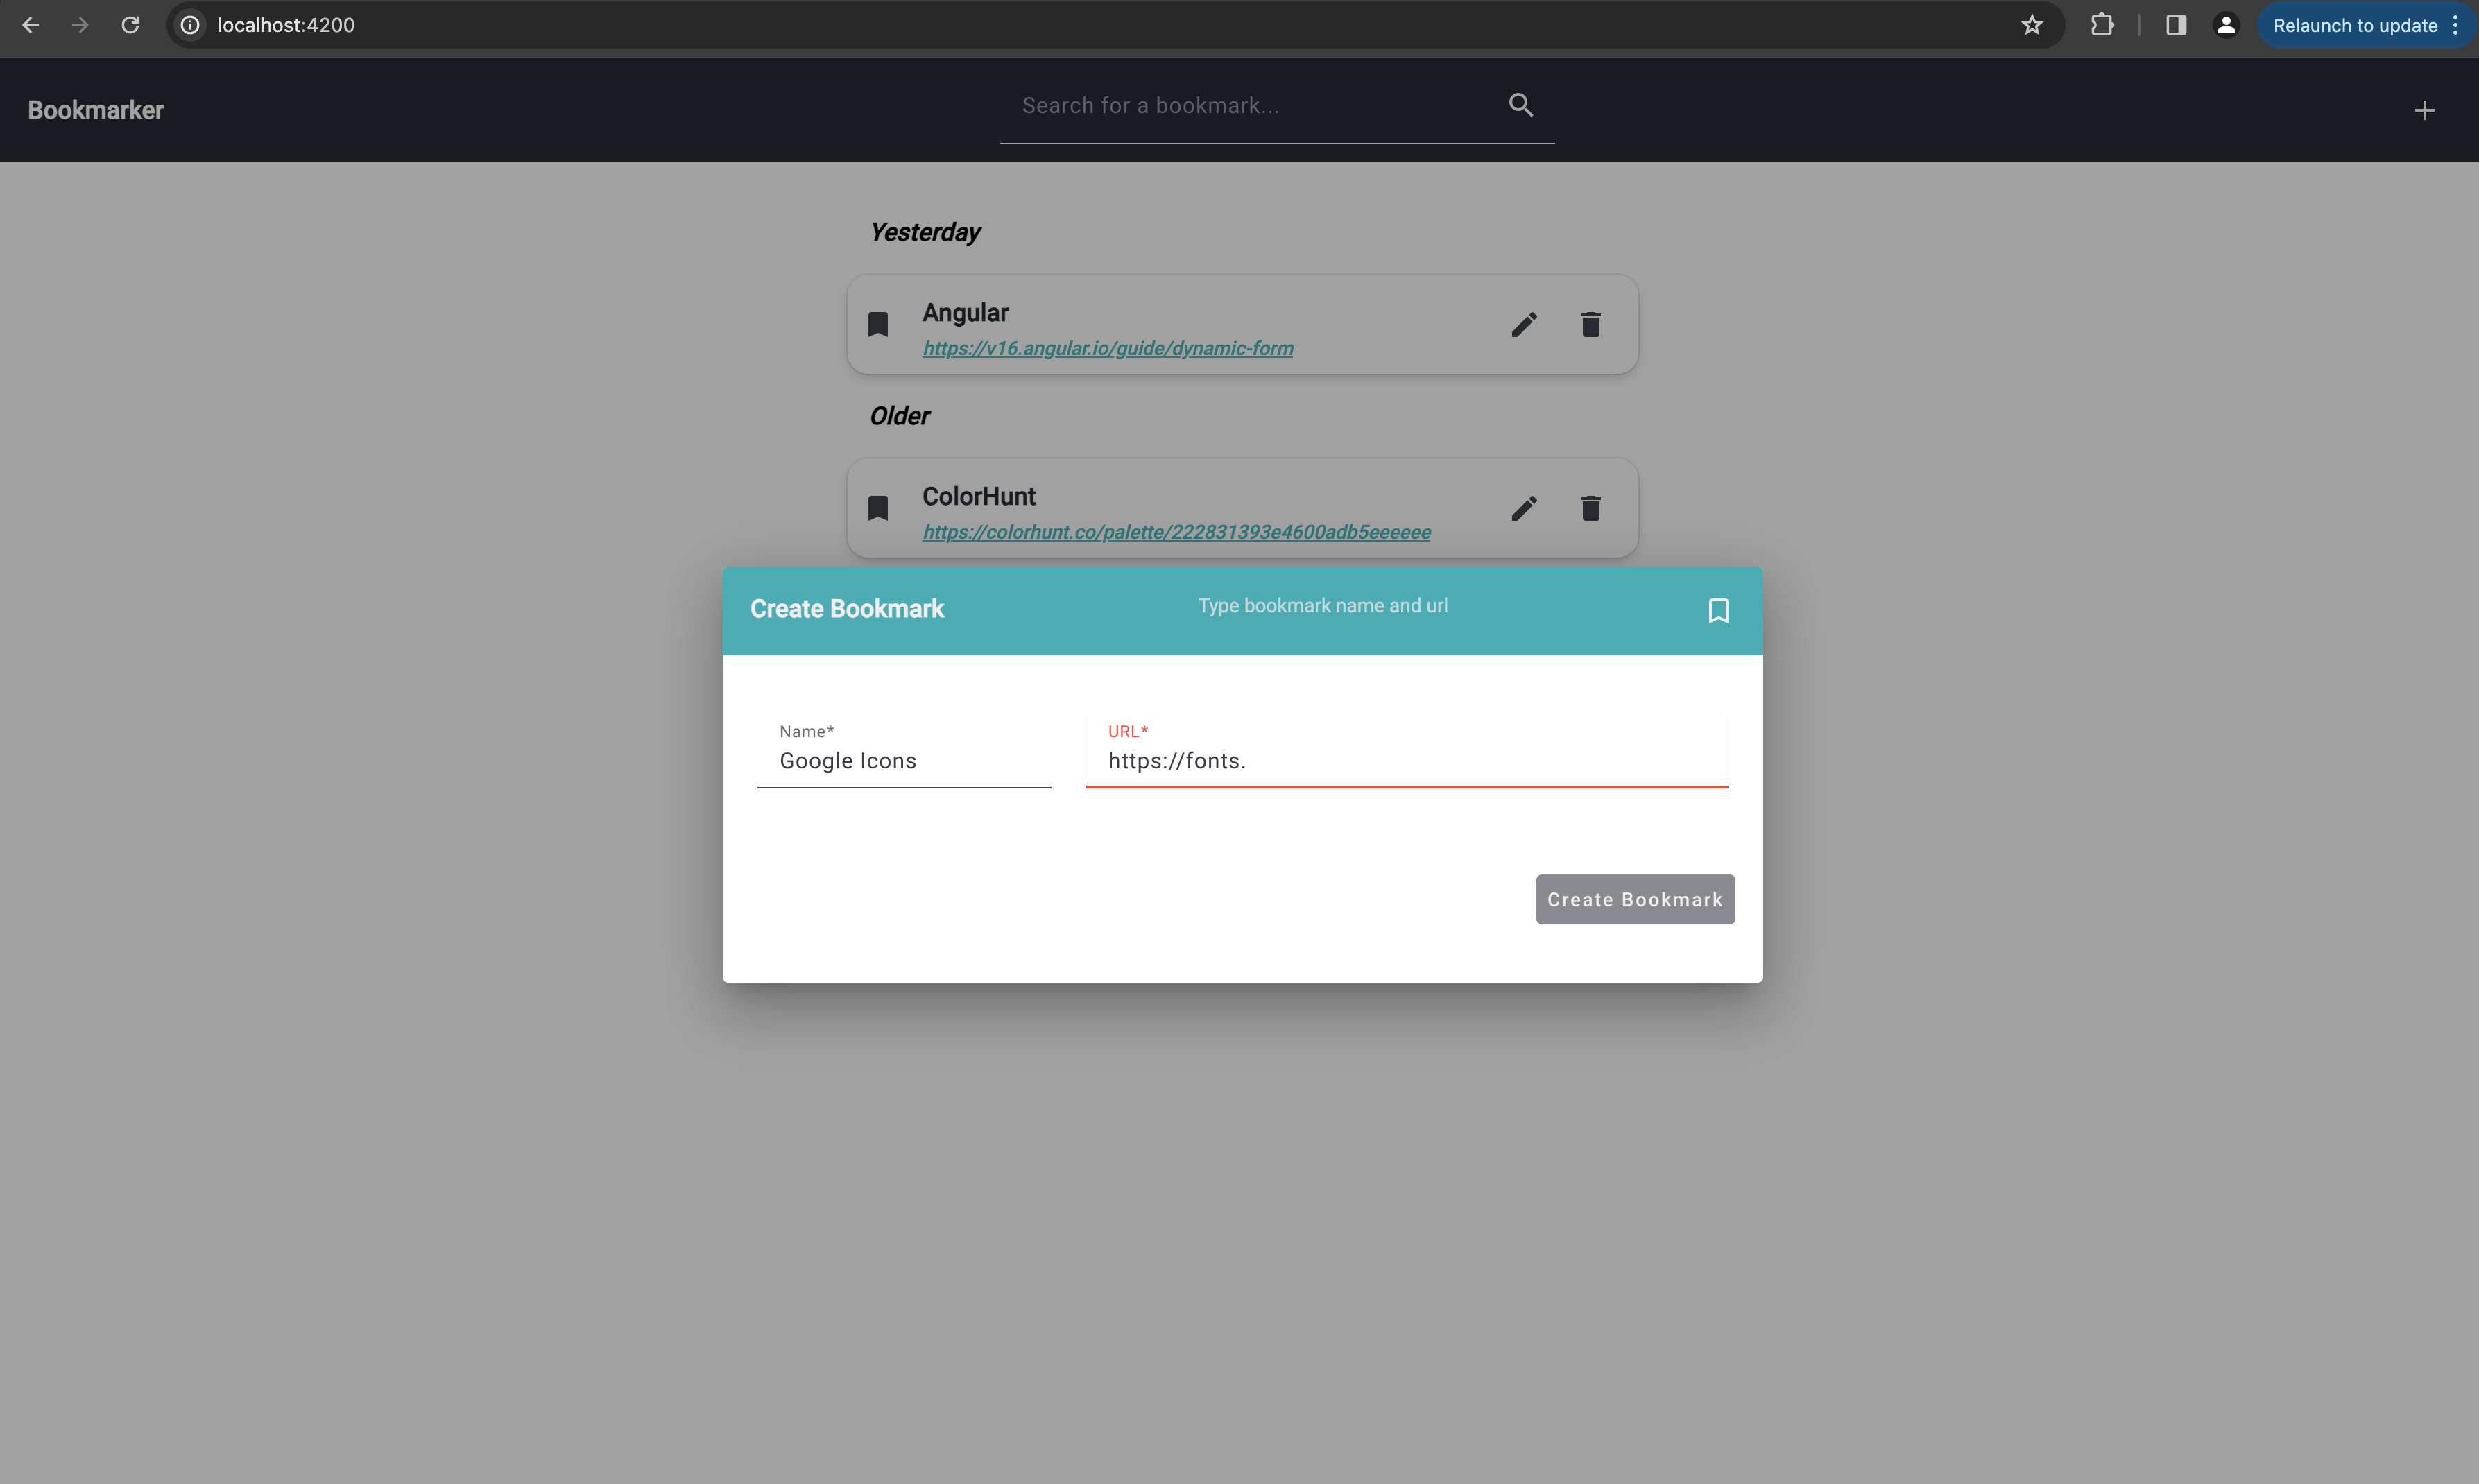 localhost:4200
Relaunch to update
Bookmarker
Search for a bookmark...
Yesterday
Angular
https://v16.angular.io/guide/dynamic-form
Older
ColorHunt
https://colorhunt.co/palette/222831393e4600adb5eeeeee
Create Bookmark
Type bookmark name and url
Name*
URL*
Google Icons
https://fonts.
Create Bookmark